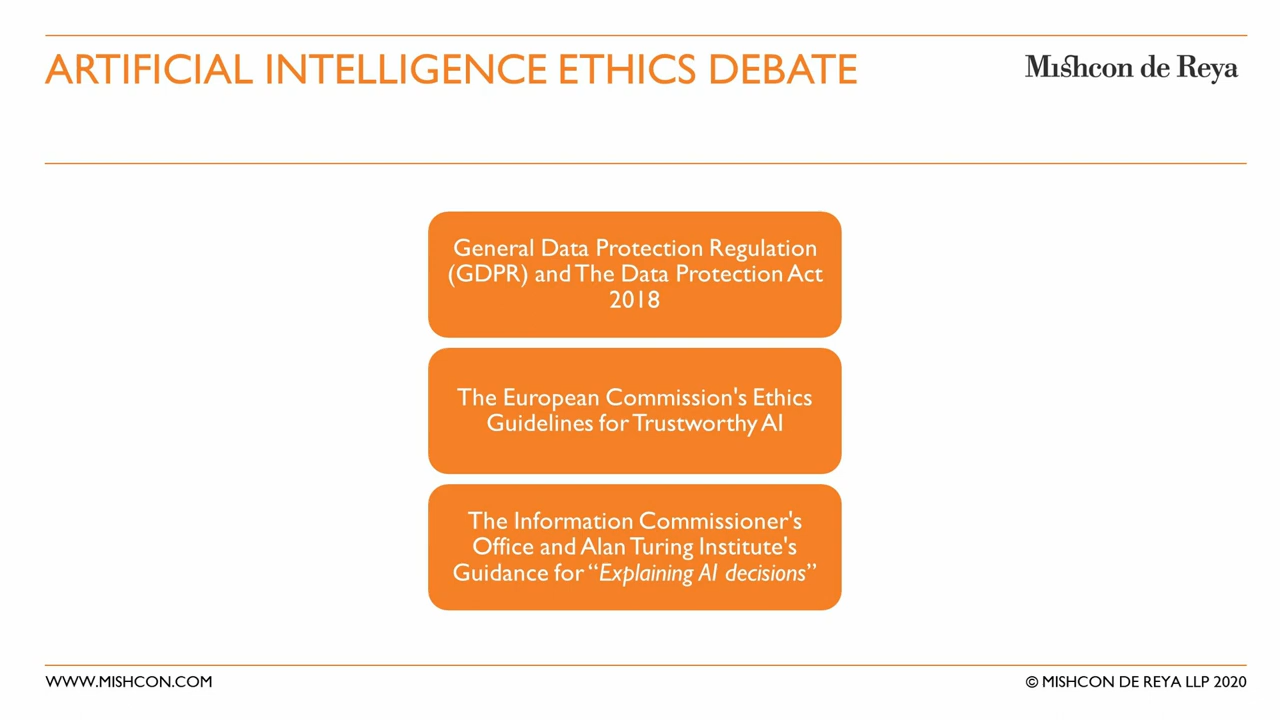 ARTIFICIAL INTELLIGENCE ETHICS DEBATE
Mishcon de Reya
General Data Protection Regulation
(GDPR) and The Data Protection Act
2018
The European Commission's Ethics
Guidelines for Trustworthy AI
The Information Commissioner's
Office and Alan Turing Institute's
Guidance for “Explaining AI decisions”
WWW.MISHCON.COM
© MISHCON DE REYA LLP 2020